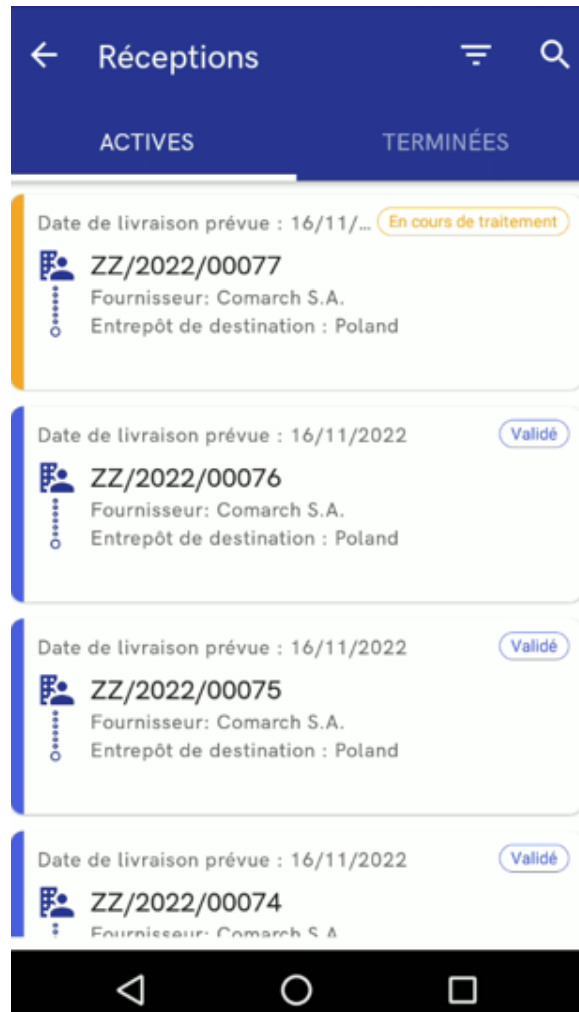 Réceptions
ACTIVES TERMINÉES
Date de livraison prévue : 16/11/... En cours de traitement
ZZ/2022/00077
Fournisseur: Comarch S.A.
Entrepôt de destination : Poland
Date de livraison prévue : 16/11/2022 Validé
ZZ/2022/00076
Fournisseur: Comarch S.A.
Entrepôt de destination : Poland
Date de livraison prévue : 16/11/2022 Validé
ZZ/2022/00075
Fournisseur: Comarch S.A.
Entrepôt de destination : Poland
Date de livraison prévue : 16/11/2022 Validé
ZZ/2022/00074
Fournisseur: Comarch S.A.